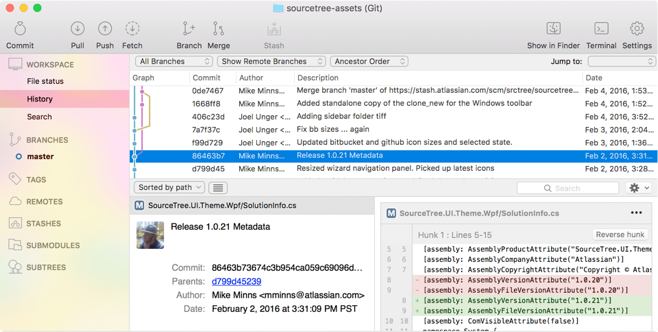 sourcetree-assets (Git)
Commit Pull Push Fetch Branch Merge Stash Show in Finder Terminal Settings
WORKSPACE
File status
History
Search
BRANCHES
master
TAGS
REMOTES
STASHES
SUBMODULES
SUBTREES
All Branches Show Remote Branches Ancestor Order Jump to:
Graph Commit Author Description Date
0de7467 Mike Minns... Merge branch 'master' of https://stash.atlassian.com/scm/srctree/sourcetree... Feb 4, 2016, 1:53...
1668ff8 Mike Minns... Added standalone copy of the clone_new for the Windows toolbar Feb 4, 2016, 1:52...
406c23d Joel Unger <... Adding sidebar folder tiff Feb 4, 2016, 3:52...
7a7f37c Joel Unger <... Fix bb sizes ... again Feb 3, 2016, 2:04...
f99d729 Joel Unger <... Updated bitbucket and github icon sizes and selected state. Feb 3, 2016, 1:36...
86463b7 Mike Minns... Release 1.0.21 Metadata Feb 2, 2016, 3:31...
d799d45 Mike Minns... Resized wizard navigation panel. Picked up latest icons Feb 2, 2016, 3:28...
Sorted by path Search
M SourceTree.UI.Theme.Wpf/SolutionInfo.cs
Release 1.0.21 Metadata
Commit: 86463b73674c3b954ca059c69096d...
Parents: d799d45239
Author: Mike Minns <mminns@atlassian.com>
Date: February 2, 2016 at 3:31:09 PM PST
M SourceTree.UI.Theme.Wpf/SolutionInfo.cs
Hunk 1 : Lines 5-15 Reverse hunk
5 5 [assembly: AssemblyProductAttribute("SourceTree.UI.Theme
6 6 [assembly: AssemblyCompanyAttribute("Atlassian")]
7 7 [assembly: AssemblyCopyrightAttribute("Copyright © Atlas
8 - [assembly: AssemblyVersionAttribute("1.0.20")]
9 - [assembly: AssemblyFileVersionAttribute("1.0.20")]
8 + [assembly: AssemblyVersionAttribute("1.0.21")]
9 + [assembly: AssemblyFileVersionAttribute("1.0.21")]
10 10 [assembly: ComVisibleAttribute(false)]